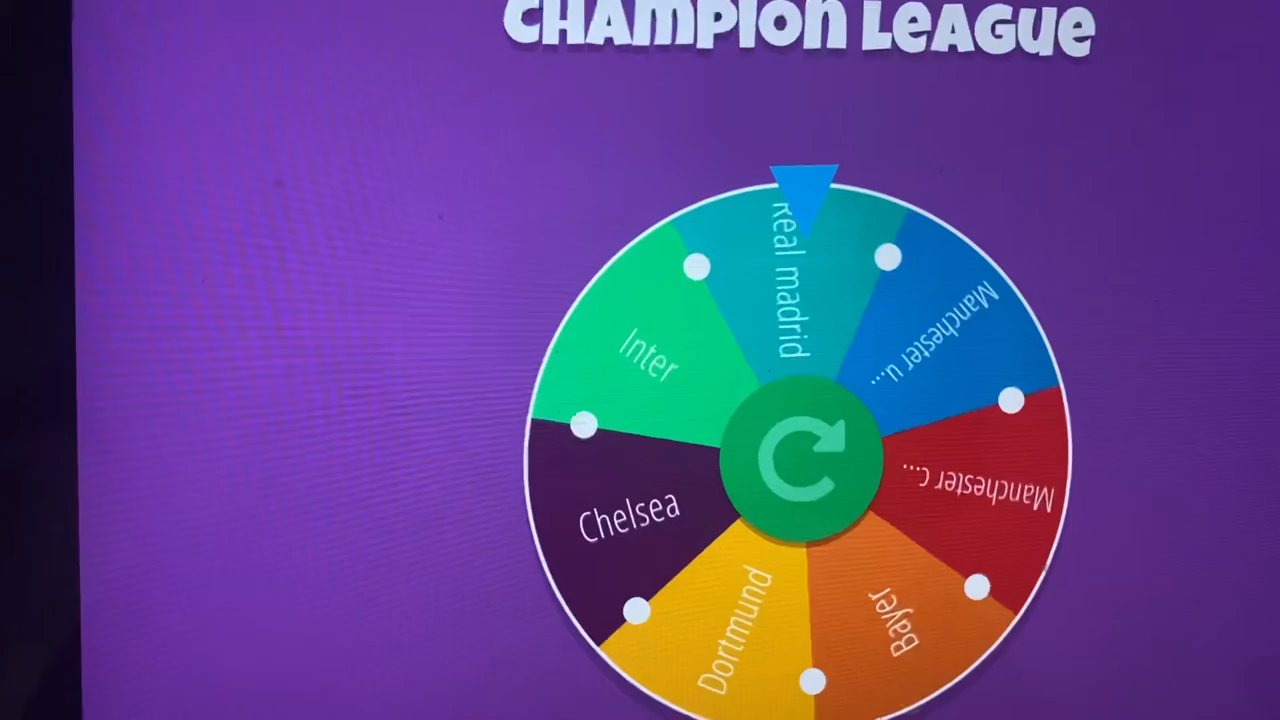 CHAMPION LEAGUE
Real madrid
Manchester u...
Manchester c...
Bayer
Dortmund
Chelsea
Inter